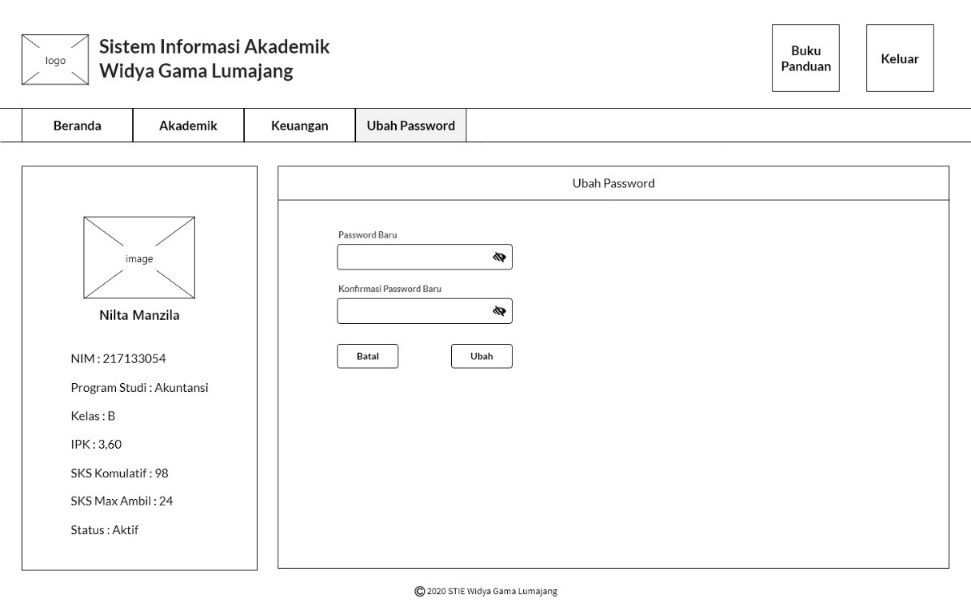 logo
Sistem Informasi Akademik
Widya Gama Lumajang
Buku
Panduan
Keluar
Beranda
Akademik
Keuangan
Ubah Password
image
Nilta Manzila
NIM : 217133054
Program Studi : Akuntansi
Kelas : B
IPK : 3,60
SKS Komulatif : 98
SKS Max Ambil : 24
Status : Aktif
Ubah Password
Password Baru
Konfirmasi Password Baru
Batal
Ubah
© 2020 STIE Widya Gama Lumajang